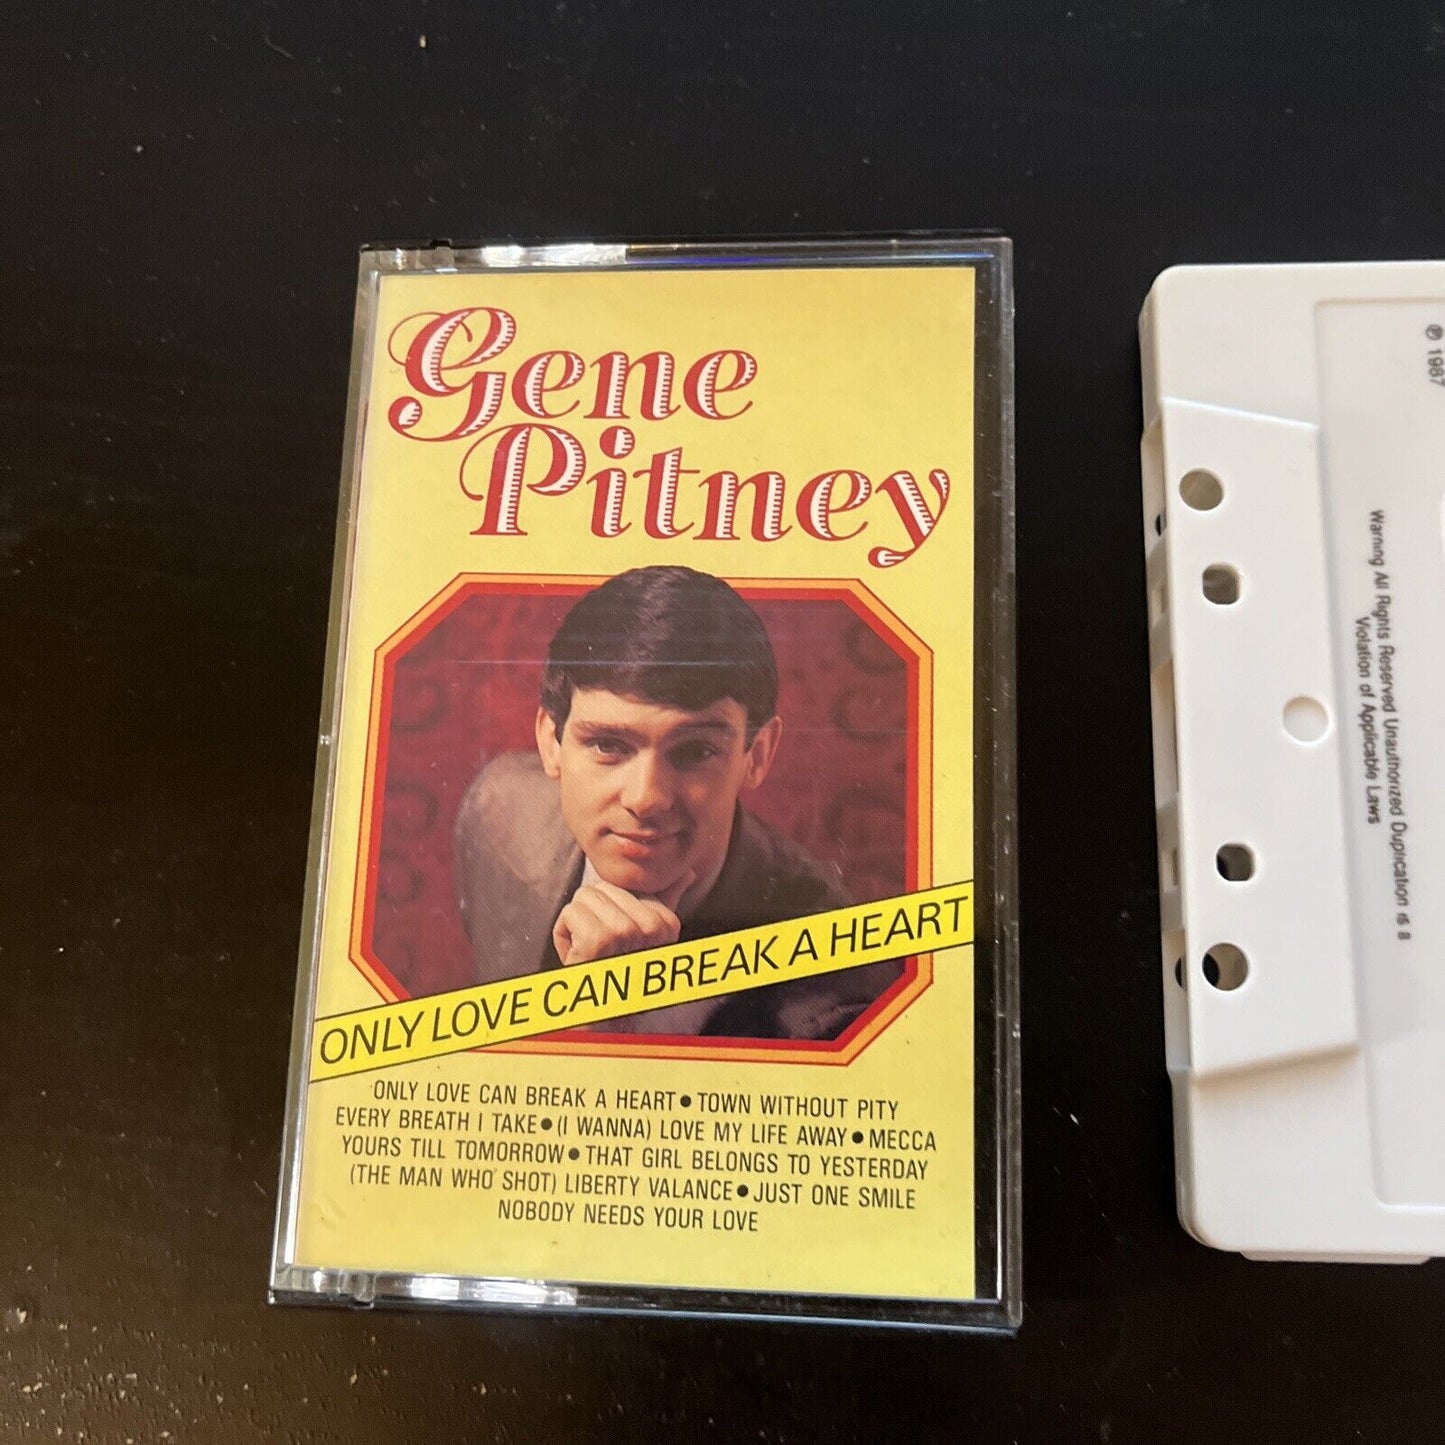 Gene
Pitney
ONLY LOVE CAN BREAK A HEART
ONLY LOVE CAN BREAK A HEART • TOWN WITHOUT PITY
EVERY BREATH I TAKE • (I WANNA) LOVE MY LIFE AWAY • MECCA
YOURS TILL TOMORROW • THAT GIRL BELONGS TO YESTERDAY
(THE MAN WHO SHOT) LIBERTY VALANCE • JUST ONE SMILE
NOBODY NEEDS YOUR LOVE
℗ 1987
Warning All Rights Reserved Unauthorized Duplication is a
Violation of Applicable Laws